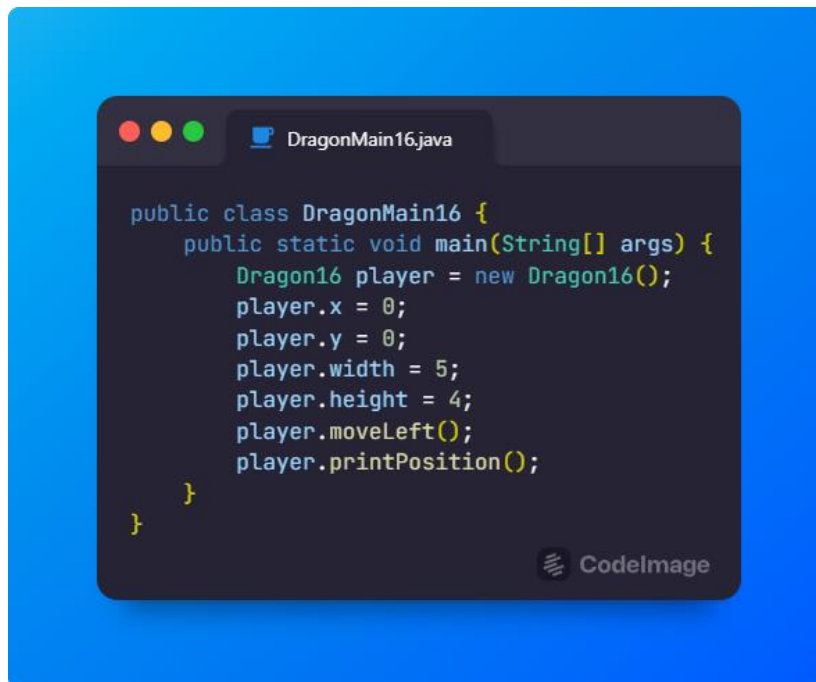 DragonMain16.java
public class DragonMain16 {
    public static void main(String[] args) {
        Dragon16 player = new Dragon16();
        player.x = 0;
        player.y = 0;
        player.width = 5;
        player.height = 4;
        player.moveLeft();
        player.printPosition();
    }
}
CodeImage